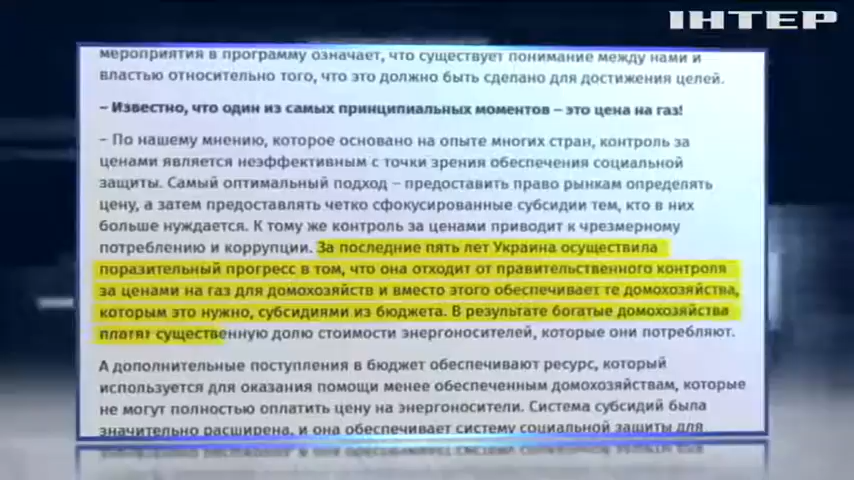 ІНТЕР
мероприятия в программу означает, что существует понимание между нами и
властью относительно того, что это должно быть сделано для достижения целей.
– Известно, что один из самых принципиальных моментов – это цена на газ!
– По нашему мнению, которое основано на опыте многих стран, контроль за
ценами является неэффективным с точки зрения обеспечения социальной
защиты. Самый оптимальный подход – предоставить право рынкам определять
цену, а затем предоставлять четко сфокусированные субсидии тем, кто в них
больше нуждается. К тому же контроль за ценами приводит к чрезмерному
потреблению и коррупции. За последние пять лет Украина осуществила
поразительный прогресс в том, что она отходит от правительственного контроля
за ценами на газ для домохозяйств и вместо этого обеспечивает те домохозяйства,
которым это нужно, субсидиями из бюджета. В результате богатые домохозяйства
платят существенную долю стоимости энергоносителей, которые они потребляют.
А дополнительные поступления в бюджет обеспечивают ресурс, который
используется для оказания помощи менее обеспеченным домохозяйствам, которые
не могут полностью оплатить цену на энергоносители. Система субсидий была
значительно расширена, и она обеспечивает систему социальной защиты для